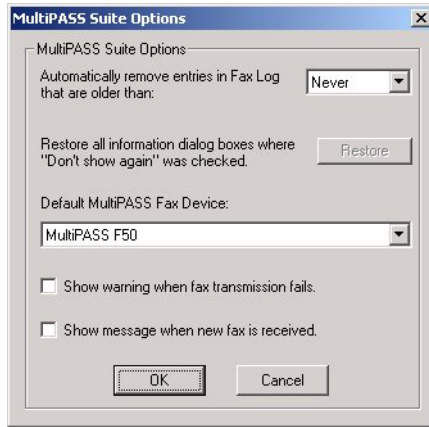 MultiPASS Suite Options
MultiPASS Suite Options
Automatically remove entries in Fax Log
that are older than:
Never
Restore all information dialog boxes where
"Don't show again" was checked.
Restore
Default MultiPASS Fax Device:
MultiPASS F50
Show warning when fax transmission fails.
Show message when new fax is received.
OK
Cancel